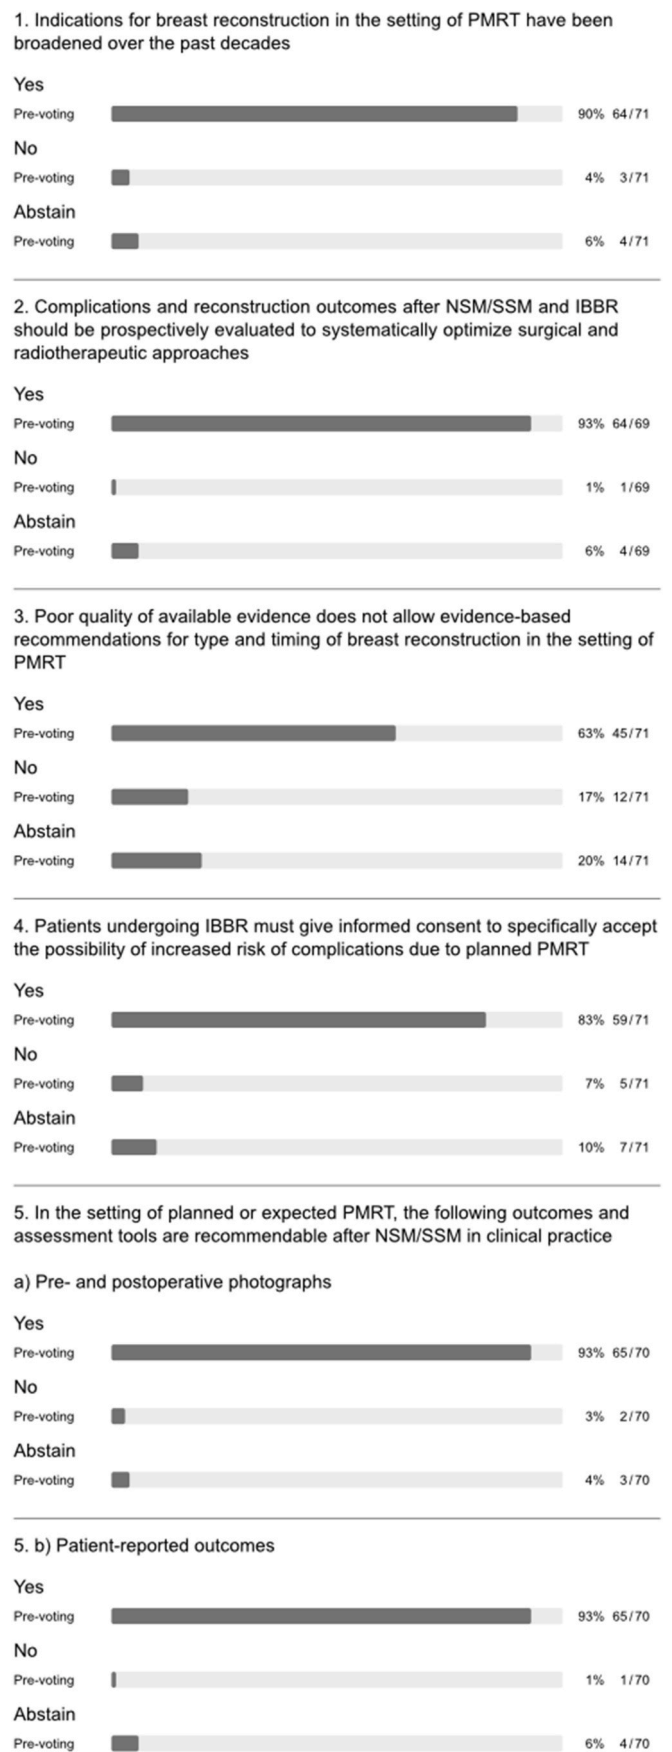 1. Indications for breast reconstruction in the setting of PMRT have been
broadened over the past decades
Yes
Pre-voting 90% 64/71
No
Pre-voting 4% 3/71
Abstain
Pre-voting 6% 4/71
2. Complications and reconstruction outcomes after NSM/SSM and IBBR
should be prospectively evaluated to systematically optimize surgical and
radiotherapeutic approaches
Yes
Pre-voting 93% 64/69
No
Pre-voting 1% 1/69
Abstain
Pre-voting 6% 4/69
3. Poor quality of available evidence does not allow evidence-based
recommendations for type and timing of breast reconstruction in the setting of
PMRT
Yes
Pre-voting 63% 45/71
No
Pre-voting 17% 12/71
Abstain
Pre-voting 20% 14/71
4. Patients undergoing IBBR must give informed consent to specifically accept
the possibility of increased risk of complications due to planned PMRT
Yes
Pre-voting 83% 59/71
No
Pre-voting 7% 5/71
Abstain
Pre-voting 10% 7/71
5. In the setting of planned or expected PMRT, the following outcomes and
assessment tools are recommendable after NSM/SSM in clinical practice
a) Pre- and postoperative photographs
Yes
Pre-voting 93% 65/70
No
Pre-voting 3% 2/70
Abstain
Pre-voting 4% 3/70
5. b) Patient-reported outcomes
Yes
Pre-voting 93% 65/70
No
Pre-voting 1% 1/70
Abstain
Pre-voting 6% 4/70